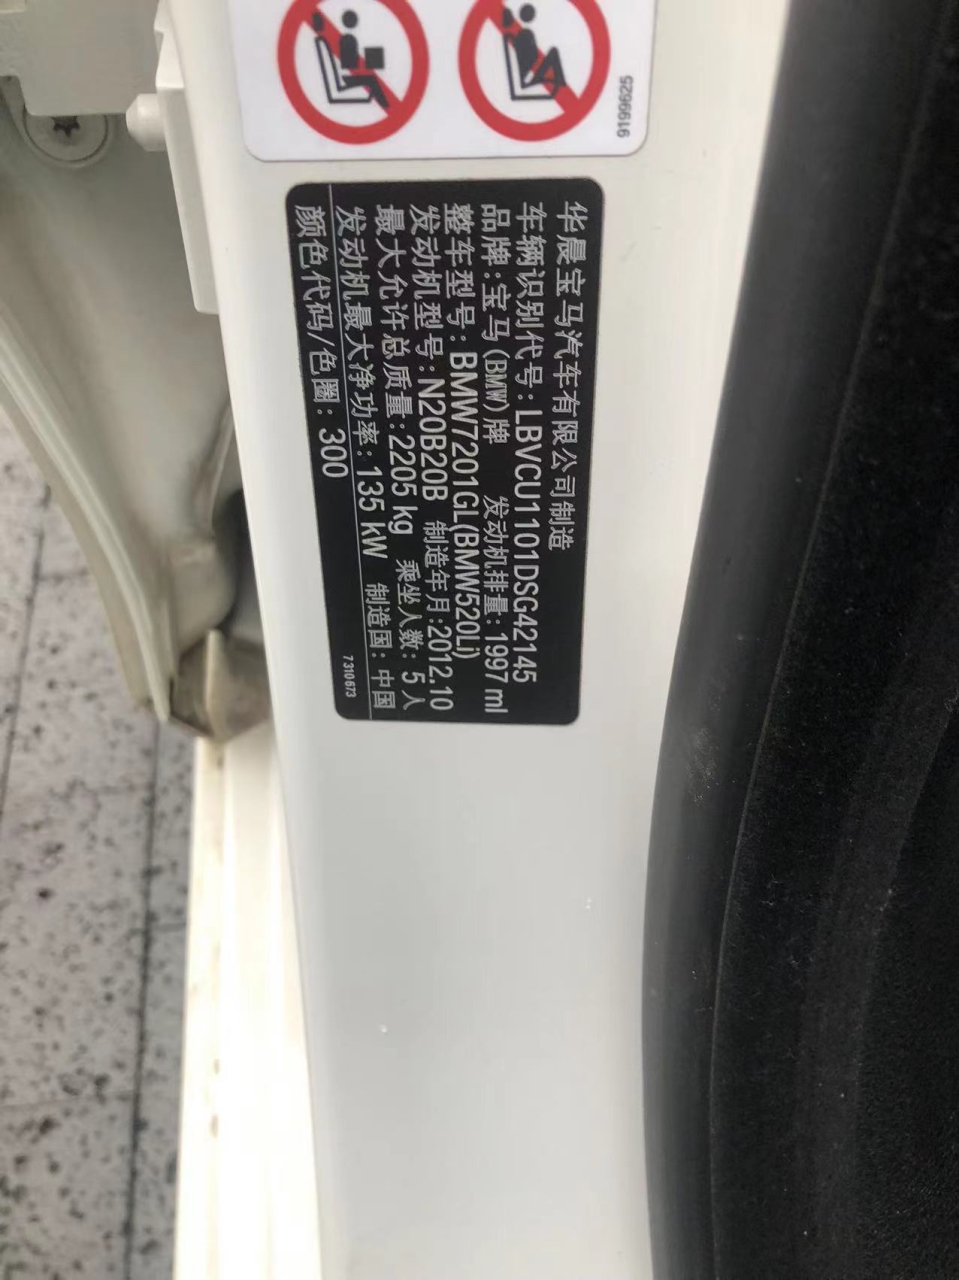 9199625
华晨宝马汽车有限公司制造
车辆识别代号:LBVCU1101DSG42145
品牌:宝马(BMW)牌 发动机排量:1997 ml
整车型号:BMW7201GL(BMW520Li)
发动机型号:N20B20B 制造年月:2012.10
最大允许总质量:2205 kg 乘坐人数:5 人
发动机最大净功率:135 kW 制造国:中国
颜色代码/色圈:300
7 310 673